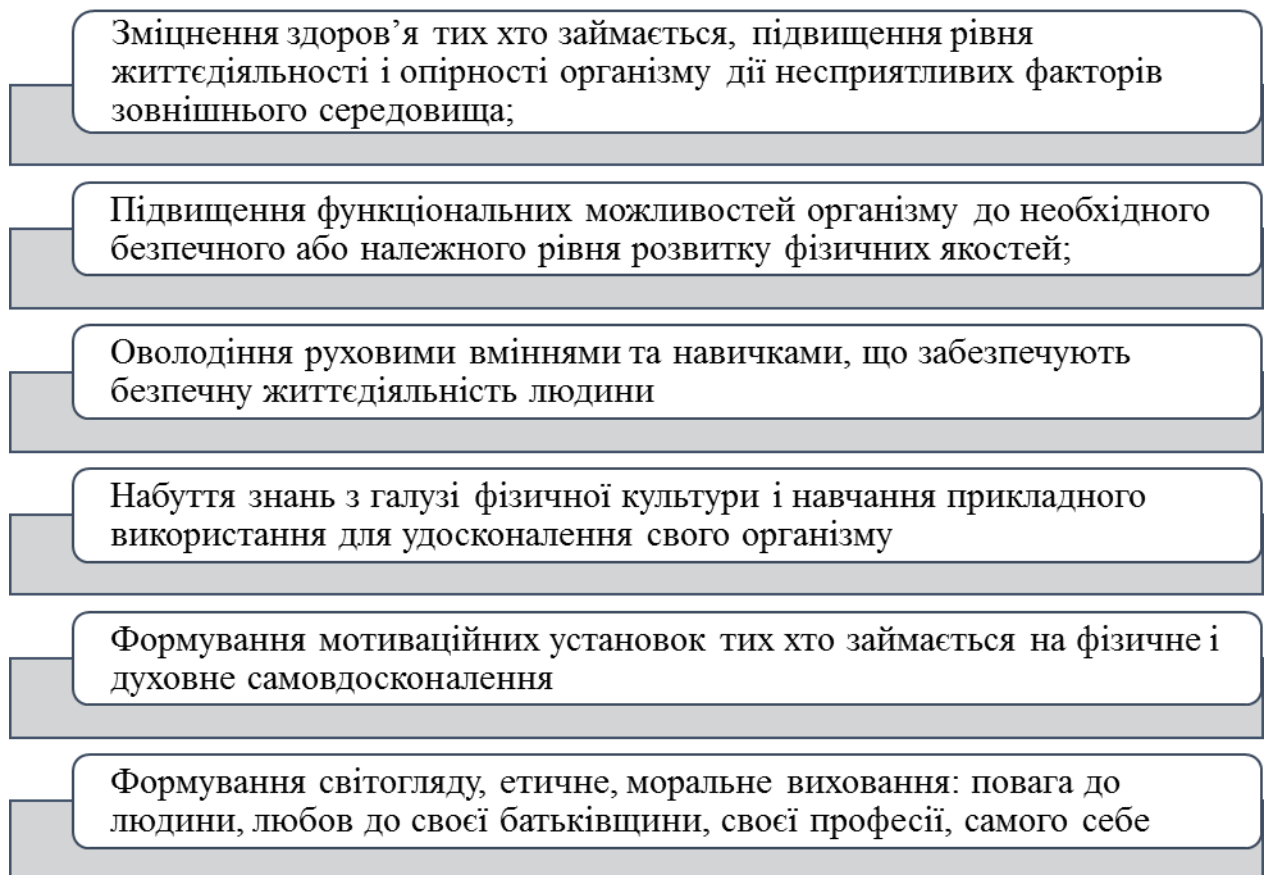 Зміцнення здоров’я тих хто займається, підвищення рівня
життєдіяльності і опірності організму дії несприятливих факторів
зовнішнього середовища;
Підвищення функціональних можливостей організму до необхідного
безпечного або належного рівня розвитку фізичних якостей;
Оволодіння руховими вміннями та навичками, що забезпечують
безпечну життєдіяльність людини
Набуття знань з галузі фізичної культури і навчання прикладного
використання для удосконалення свого організму
Формування мотиваційних установок тих хто займається на фізичне і
духовне самовдосконалення
Формування світогляду, етичне, моральне виховання: повага до
людини, любов до своєї батьківщини, своєї професії, самого себе